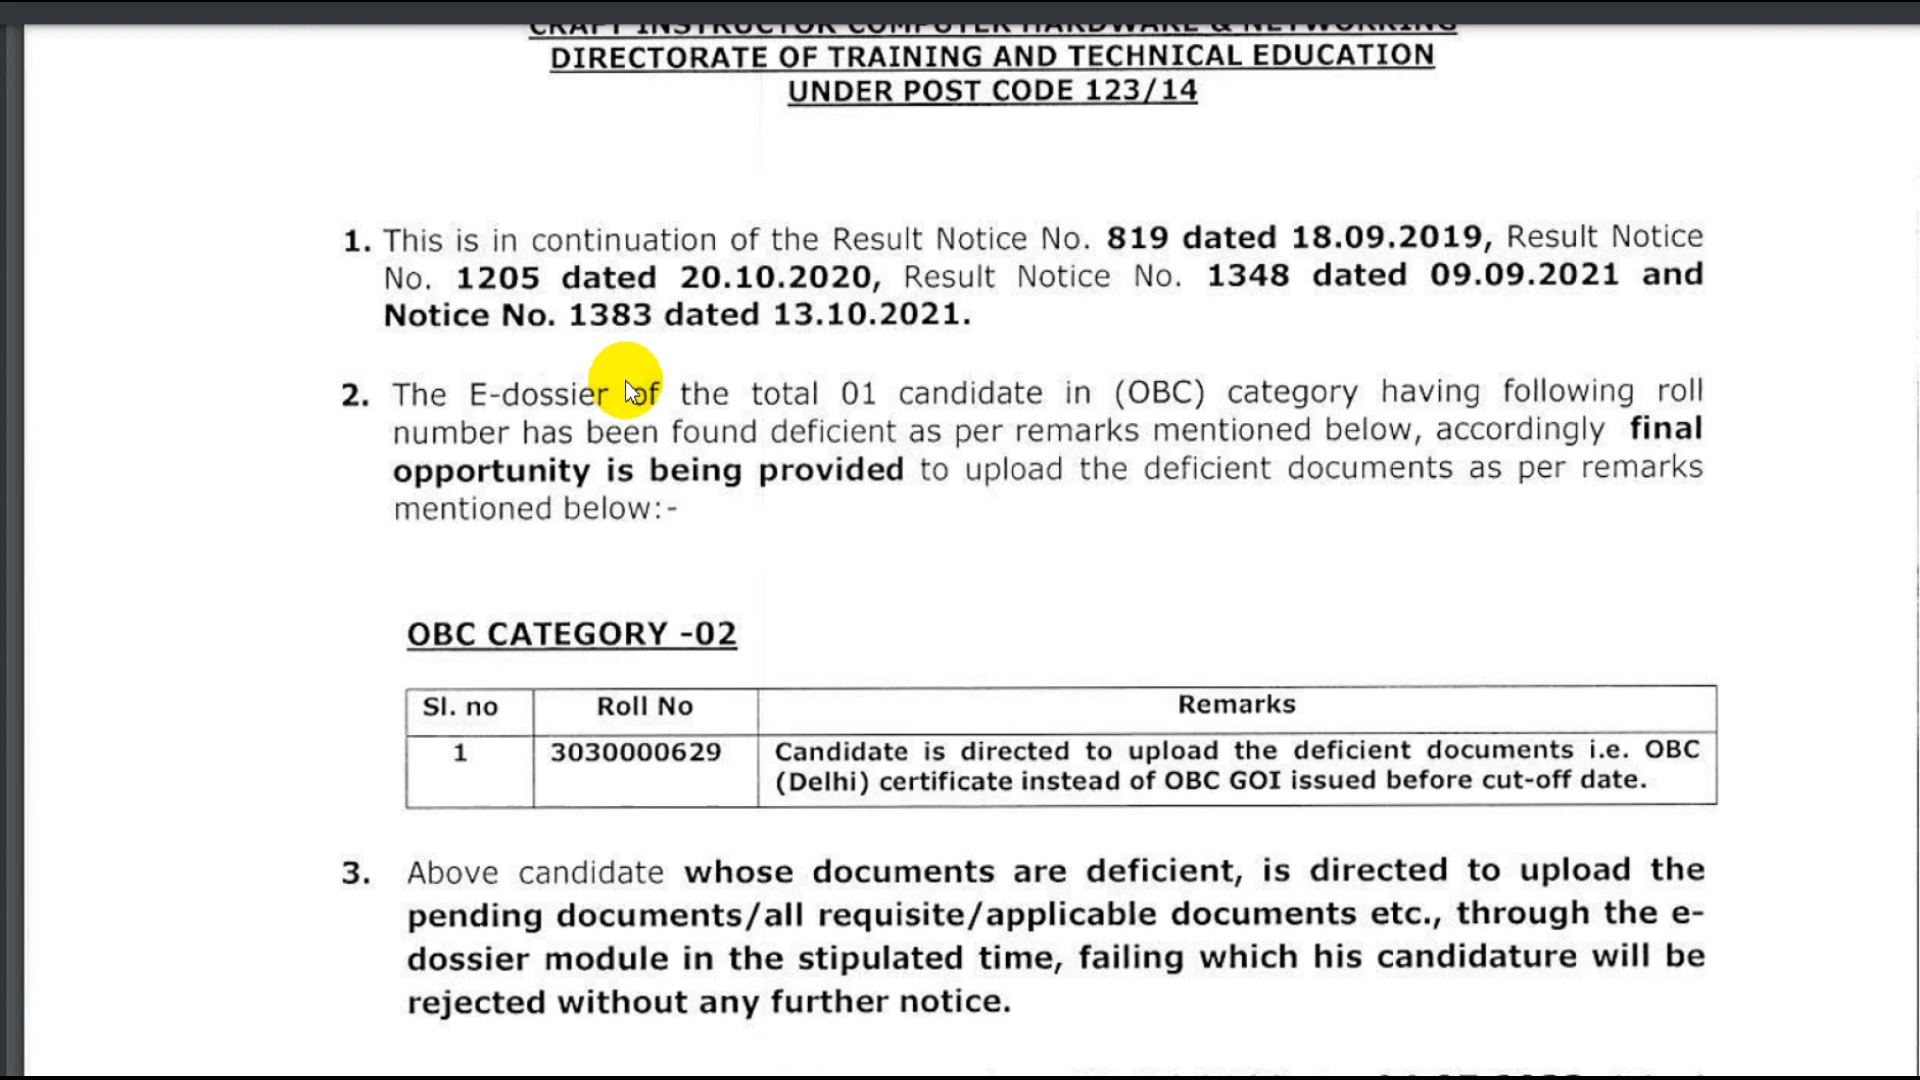 CRAFT INSTRUCTOR COMPUTER HARDWARE & NETWORKING
DIRECTORATE OF TRAINING AND TECHNICAL EDUCATION
UNDER POST CODE 123/14
1. This is in continuation of the Result Notice No. 819 dated 18.09.2019, Result Notice
No. 1205 dated 20.10.2020, Result Notice No. 1348 dated 09.09.2021 and
Notice No. 1383 dated 13.10.2021.
2. The E-dossier of the total 01 candidate in (OBC) category having following roll
number has been found deficient as per remarks mentioned below, accordingly final
opportunity is being provided to upload the deficient documents as per remarks
mentioned below:-
OBC CATEGORY -02
Sl. no Roll No Remarks
1 3030000629 Candidate is directed to upload the deficient documents i.e. OBC
(Delhi) certificate instead of OBC GOI issued before cut-off date.
3. Above candidate whose documents are deficient, is directed to upload the
pending documents/all requisite/applicable documents etc., through the e-
dossier module in the stipulated time, failing which his candidature will be
rejected without any further notice.